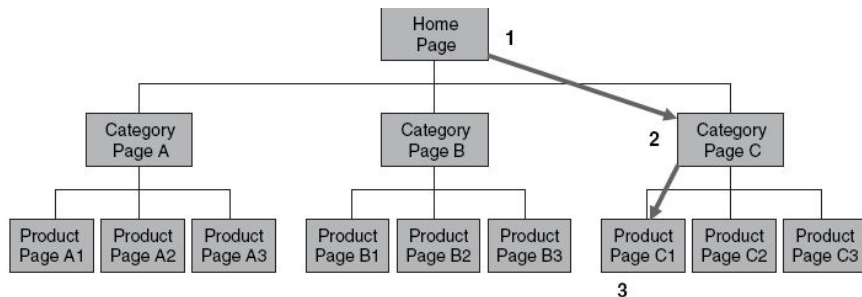 Home
Page
1
Category
Page A
Category
Page B
2
Category
Page C
Product
Page A1
Product
Page A2
Product
Page A3
Product
Page B1
Product
Page B2
Product
Page B3
Product
Page C1
Product
Page C2
Product
Page C3
3